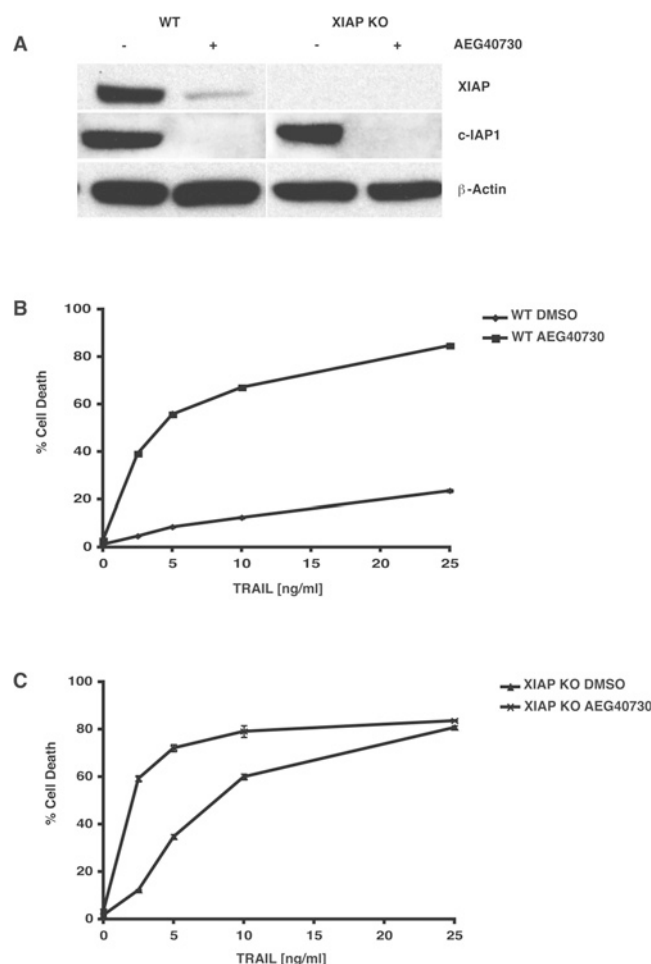 WT XIAP KO
A - + - + AEG40730
XIAP
c-IAP1
β-Actin
B
100
80
60
40
20
0
% Cell Death
0 5 10 15 20 25
TRAIL [ng/ml]
WT DMSO
WT AEG40730
C
100
80
60
40
20
0
% Cell Death
0 5 10 15 20 25
TRAIL [ng/ml]
XIAP KO DMSO
XIAP KO AEG40730